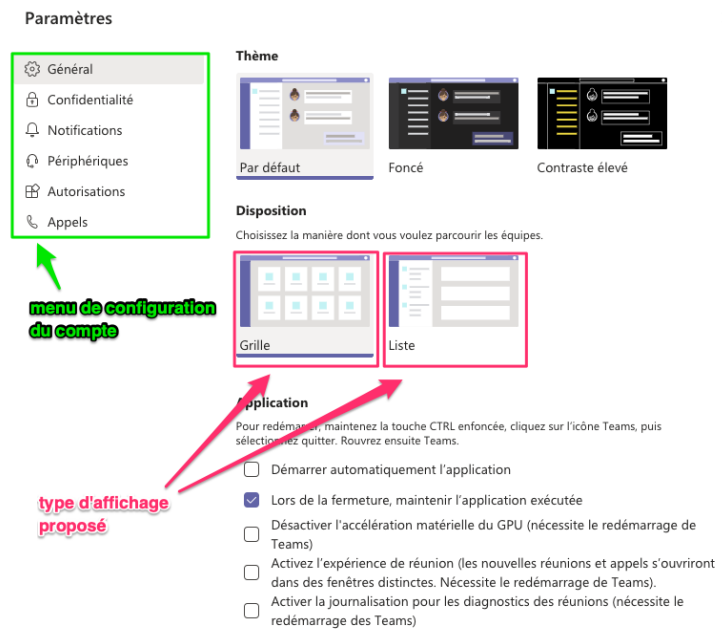 Paramètres
Général
Confidentialité
Notifications
Périphériques
Autorisations
Appels
menu de configuration
du compte
Thème
Par défaut
Foncé
Contraste élevé
Disposition
Choisissez la manière dont vous voulez parcourir les équipes.
Grille
Liste
type d'affichage
proposé
Application
Pour redémarrer, maintenez la touche CTRL enfoncée, cliquez sur l'icône Teams, puis
sélectionnez quitter. Rouvrez ensuite Teams.
Démarrer automatiquement l'application
Lors de la fermeture, maintenir l'application exécutée
Désactiver l'accélération matérielle du GPU (nécessite le redémarrage de
Teams)
Activez l'expérience de réunion (les nouvelles réunions et appels s'ouvriront
dans des fenêtres distinctes. Nécessite le redémarrage de Teams).
Activer la journalisation pour les diagnostics des réunions (nécessite le
redémarrage des Teams)